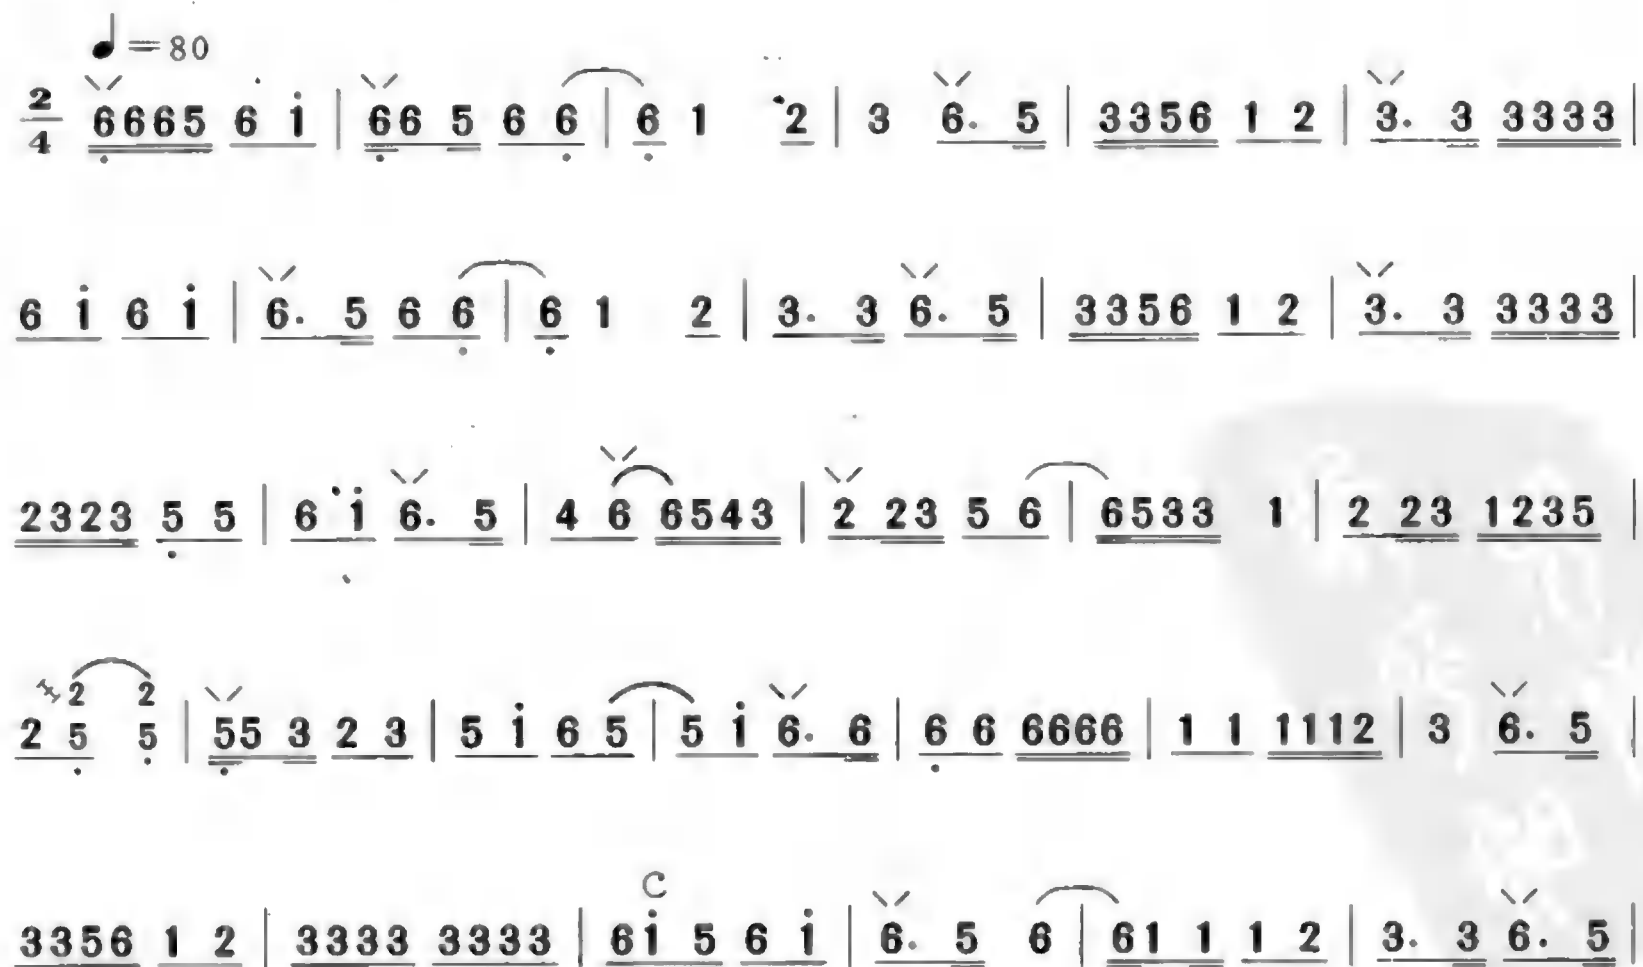 ♩=80
2/4 6665 6 i | 66 5 6 6 | 6 1 2 | 3 6. 5 | 3356 1 2 | 3. 3 3333 |
6 i 6 i | 6. 5 6 6 | 6 1 2 | 3. 3 6. 5 | 3356 1 2 | 3. 3 3333 |
2323 5 5 | 6 i 6. 5 | 4 6 6543 | 2 23 5 6 | 6533 1 | 2 23 1235 |
2 2
2 5 5 | 55 3 2 3 | 5 i 6 5 | 5 i 6. 6 | 6 6 6666 | 1 1 1112 | 3 6. 5 |
C
3356 1 2 | 3333 3333 | 6i 5 6 i | 6. 5 6 | 61 1 1 2 | 3. 3 6. 5 |